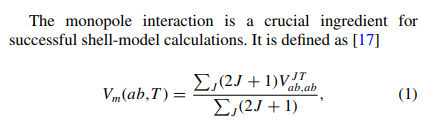 The monopole interaction is a crucial ingredient for
successful shell-model calculations. It is defined as [17]
V_m(ab,T) = \frac{\sum_J (2J + 1)V^{JT}_{ab,ab}}{\sum_J (2J + 1)}, (1)